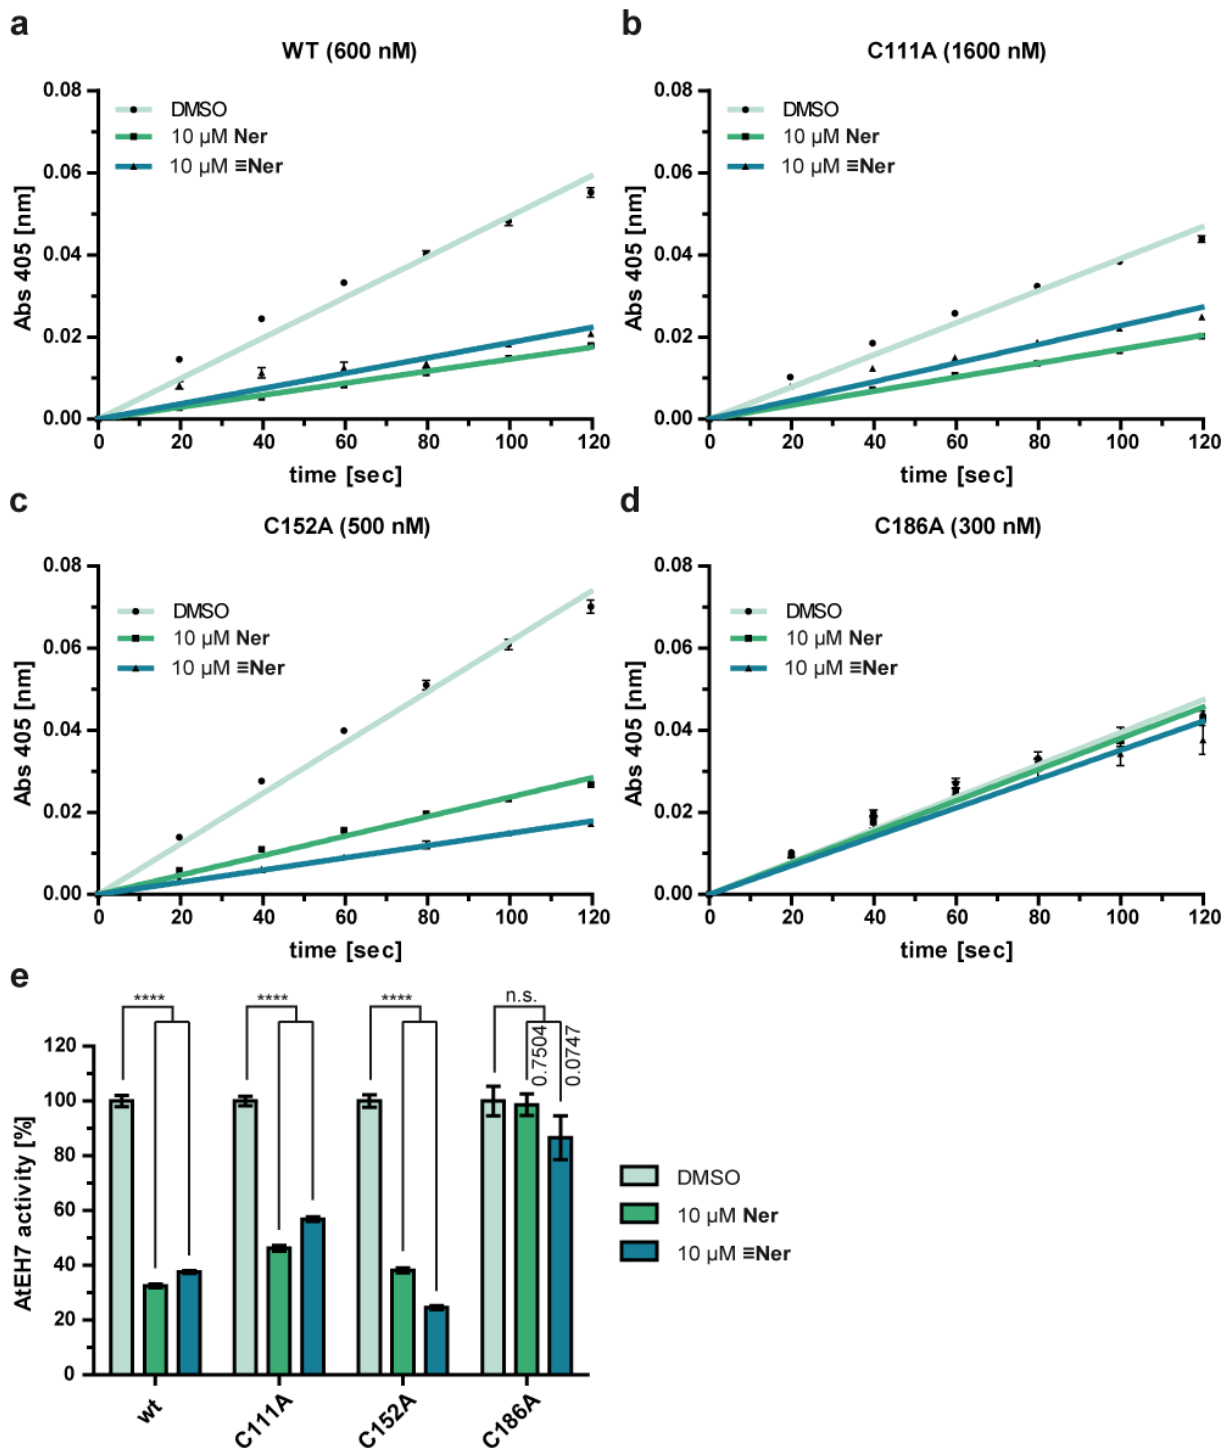 a
WT (600 nM)
0.08
0.06
0.04
0.02
0.00
Abs 405 [nm]
DMSO
10 µM Ner
10 µM ≡Ner
0 20 40 60 80 100 120
time [sec]
b
C111A (1600 nM)
0.08
0.06
0.04
0.02
0.00
Abs 405 [nm]
DMSO
10 µM Ner
10 µM ≡Ner
0 20 40 60 80 100 120
time [sec]
c
C152A (500 nM)
0.08
0.06
0.04
0.02
0.00
Abs 405 [nm]
DMSO
10 µM Ner
10 µM ≡Ner
0 20 40 60 80 100 120
time [sec]
d
C186A (300 nM)
0.08
0.06
0.04
0.02
0.00
Abs 405 [nm]
DMSO
10 µM Ner
10 µM ≡Ner
0 20 40 60 80 100 120
time [sec]
e
**** **** **** n.s.
0.7504
0.0747
120
100
80
60
40
20
0
AtEH7 activity [%]
wt C111A C152A C186A
DMSO
10 µM Ner
10 µM ≡Ner